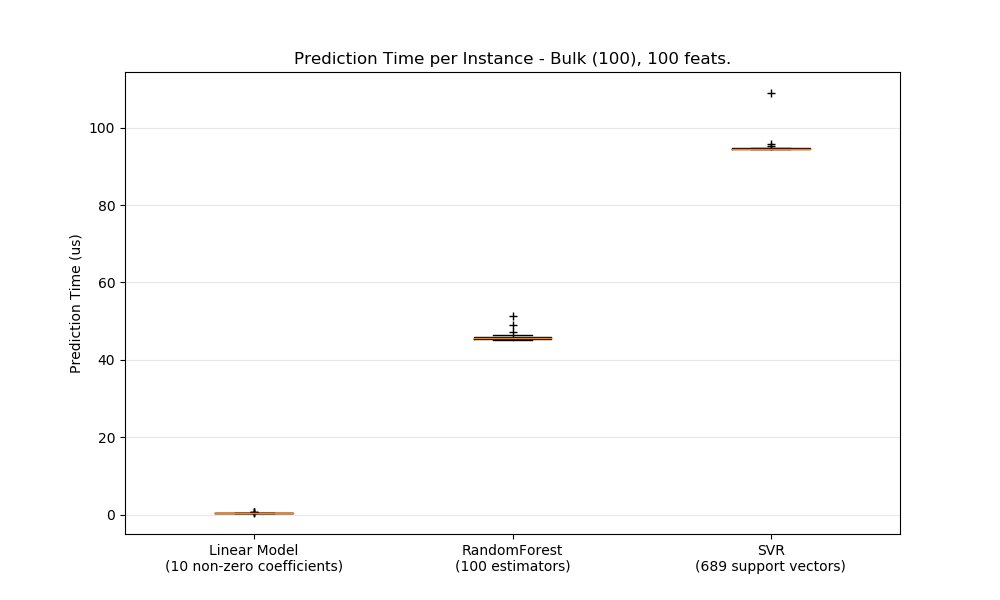 Prediction Time per Instance - Bulk (100), 100 feats.
Prediction Time (us)
100
80
60
40
20
0
Linear Model
(10 non-zero coefficients)
RandomForest
(100 estimators)
SVR
(689 support vectors)